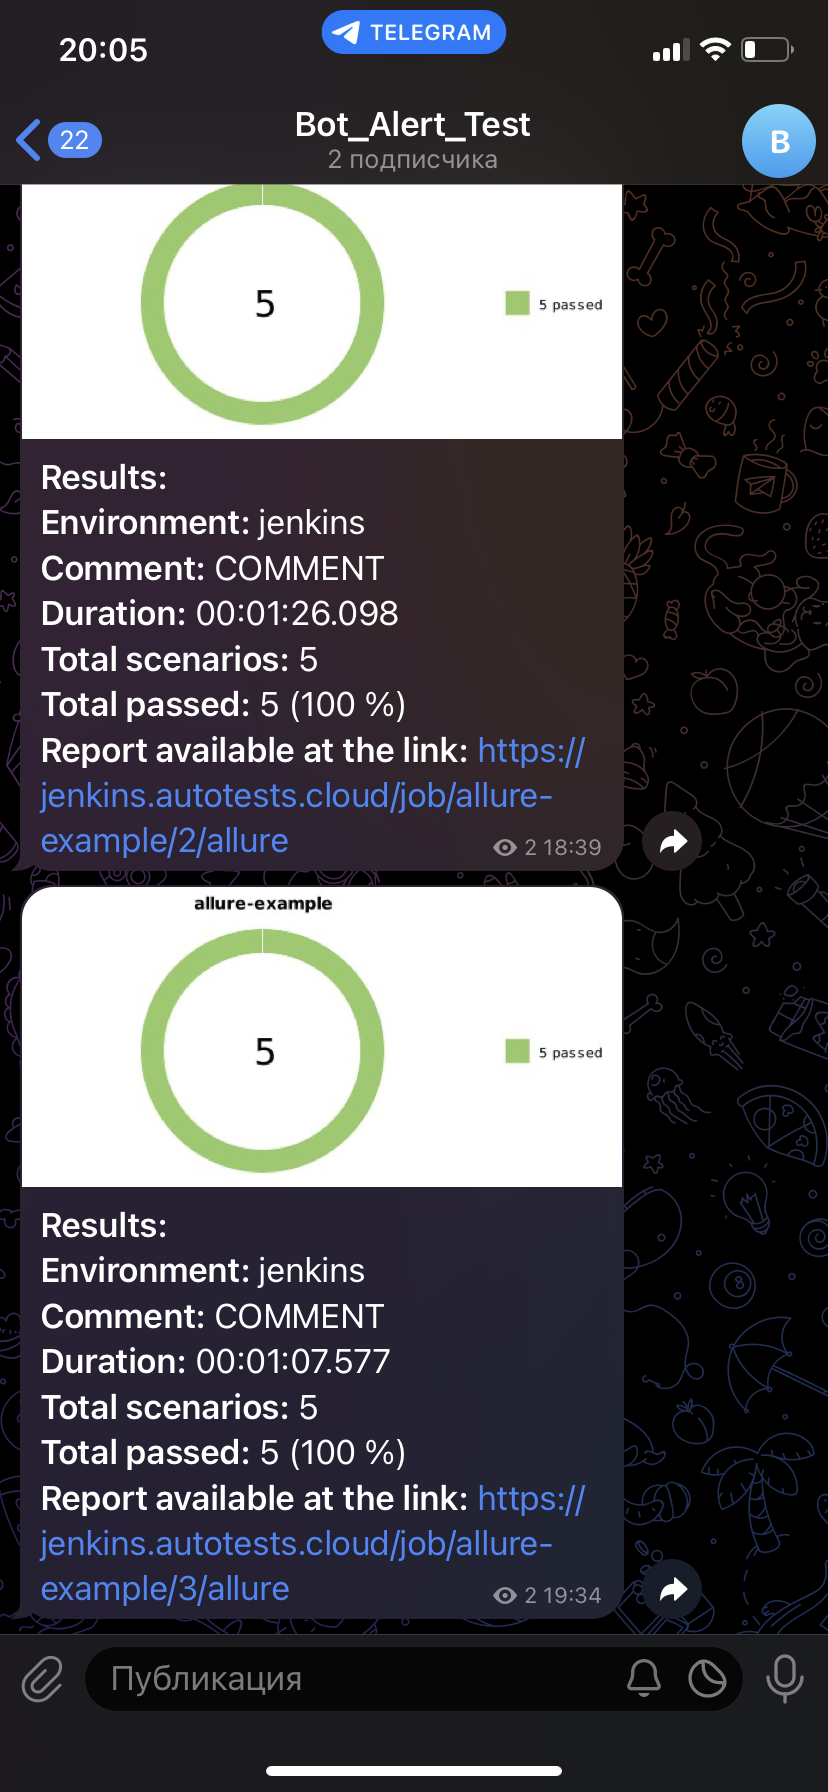 20:05
TELEGRAM
22
Bot_Alert_Test
2 подписчика
B
5
5 passed
Results:
Environment: jenkins
Comment: COMMENT
Duration: 00:01:26.098
Total scenarios: 5
Total passed: 5 (100 %)
Report available at the link: https://
jenkins.autotests.cloud/job/allure-
example/2/allure
2 18:39
allure-example
5
5 passed
Results:
Environment: jenkins
Comment: COMMENT
Duration: 00:01:07.577
Total scenarios: 5
Total passed: 5 (100 %)
Report available at the link: https://
jenkins.autotests.cloud/job/allure-
example/3/allure
2 19:34
Публикация